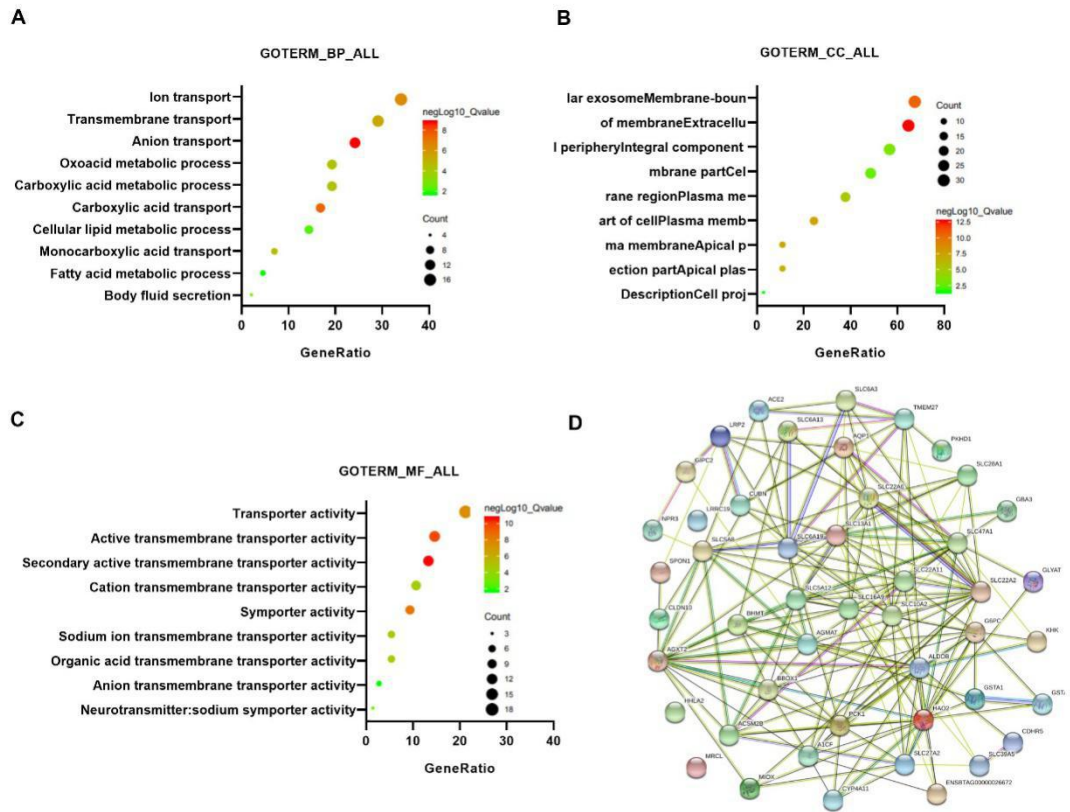 A
GOTERM_BP_ALL
Ion transport
Transmembrane transport
Anion transport
Oxoacid metabolic process
Carboxylic acid metabolic process
Carboxylic acid transport
Cellular lipid metabolic process
Monocarboxylic acid transport
Fatty acid metabolic process
Body fluid secretion
0 10 20 30 40
GeneRatio
negLog10_Qvalue
8
6
4
2
Count
4
8
12
16
B
GOTERM_CC_ALL
lar exosomeMembrane-boun
of membraneExtracellu
l peripheryIntegral component
mbrane partCel
rane regionPlasma me
art of cellPlasma memb
ma membraneApical p
ection partApical plas
DescriptionCell proj
0 20 40 60 80
GeneRatio
Count
10
15
20
25
30
negLog10_Qvalue
12.5
10.0
7.5
5.0
2.5
C
GOTERM_MF_ALL
Transporter activity
Active transmembrane transporter activity
Secondary active transmembrane transporter activity
Cation transmembrane transporter activity
Symporter activity
Sodium ion transmembrane transporter activity
Organic acid transmembrane transporter activity
Anion transmembrane transporter activity
Neurotransmitter:sodium symporter activity
0 10 20 30 40
GeneRatio
negLog10_Qvalue
10
8
6
4
2
Count
3
6
9
12
15
18
D
SLC6A3
ACE2
TMEM27
LRP2
SLC6A13
AQP1
PKHD1
GIPC2
SLC26A1
SLC22A6
CUBN
GBA3
NPR3
LRRC19
SLC13A1
SLC47A1
SLC5A8
SLC6A19
SPON1
SLC22A11
GLYAT
SLC22A2
SLC5A12
SLC16A9
SLC10A2
CLDN10
BHMT
G6PC
KHK
AGMAT
AGXT2
ALDOB
BBOX1
GSTA1
GSTA
HHLA2
HAO2
ACSM2B
PCK1
CDHR5
A1CF
SLC27A2
MRCL
MIOX
CYP4A11
ENSBTAG00000026672